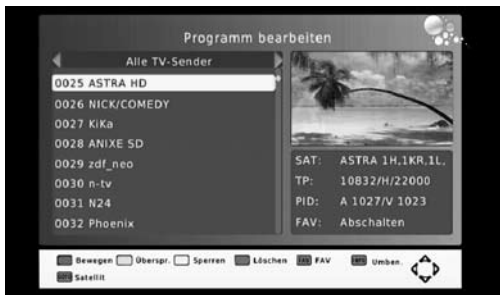 Programm bearbeiten
Alle TV-Sender
0025 ASTRA HD
0026 NICK/COMEDY
0027 KiKa
0028 ANIXE SD
0029 zdf_neo
0030 n-tv
0031 N24
0032 Phoenix
SAT: ASTRA 1H,1KR,1L,
TP: 10832/H/22000
PID: A 1027/V 1023
FAV: Abschalten
Bewegen Überspr. Sperren Löschen FAV Umben.
Satellit